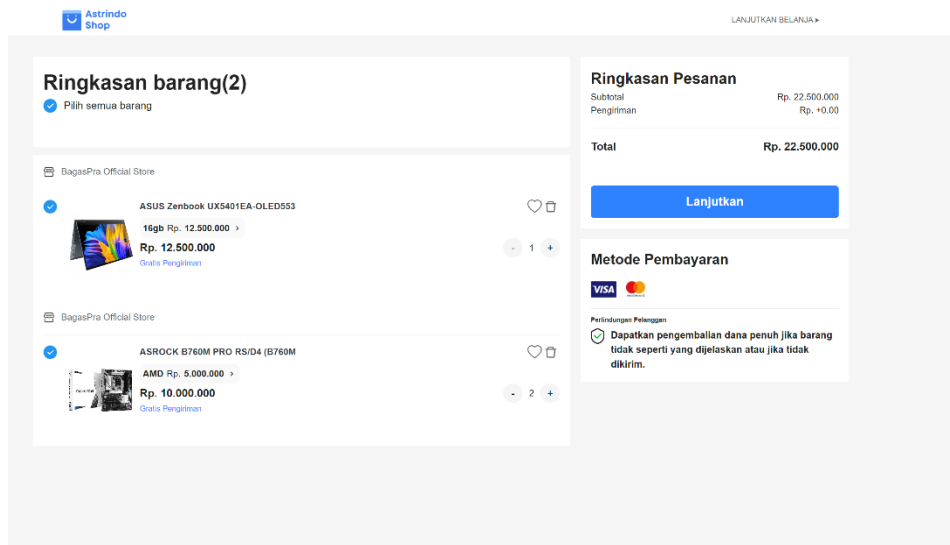 Astrindo
Shop
LANJUTKAN BELANJA ▸
Ringkasan barang(2)
Pilih semua barang
BagasPra Official Store
ASUS Zenbook UX5401EA-OLED553
16gb Rp. 12.500.000 >
Rp. 12.500.000
Gratis Pengiriman
- 1 +
BagasPra Official Store
ASROCK B760M PRO RS/D4 (B760M
AMD Rp. 5.000.000 >
Rp. 10.000.000
Gratis Pengiriman
- 2 +
Ringkasan Pesanan
Subtotal Rp. 22.500.000
Pengiriman Rp. +0.00
Total Rp. 22.500.000
Lanjutkan
Metode Pembayaran
VISA
Perlindungan Pelanggan
Dapatkan pengembalian dana penuh jika barang
tidak seperti yang dijelaskan atau jika tidak
dikirim.